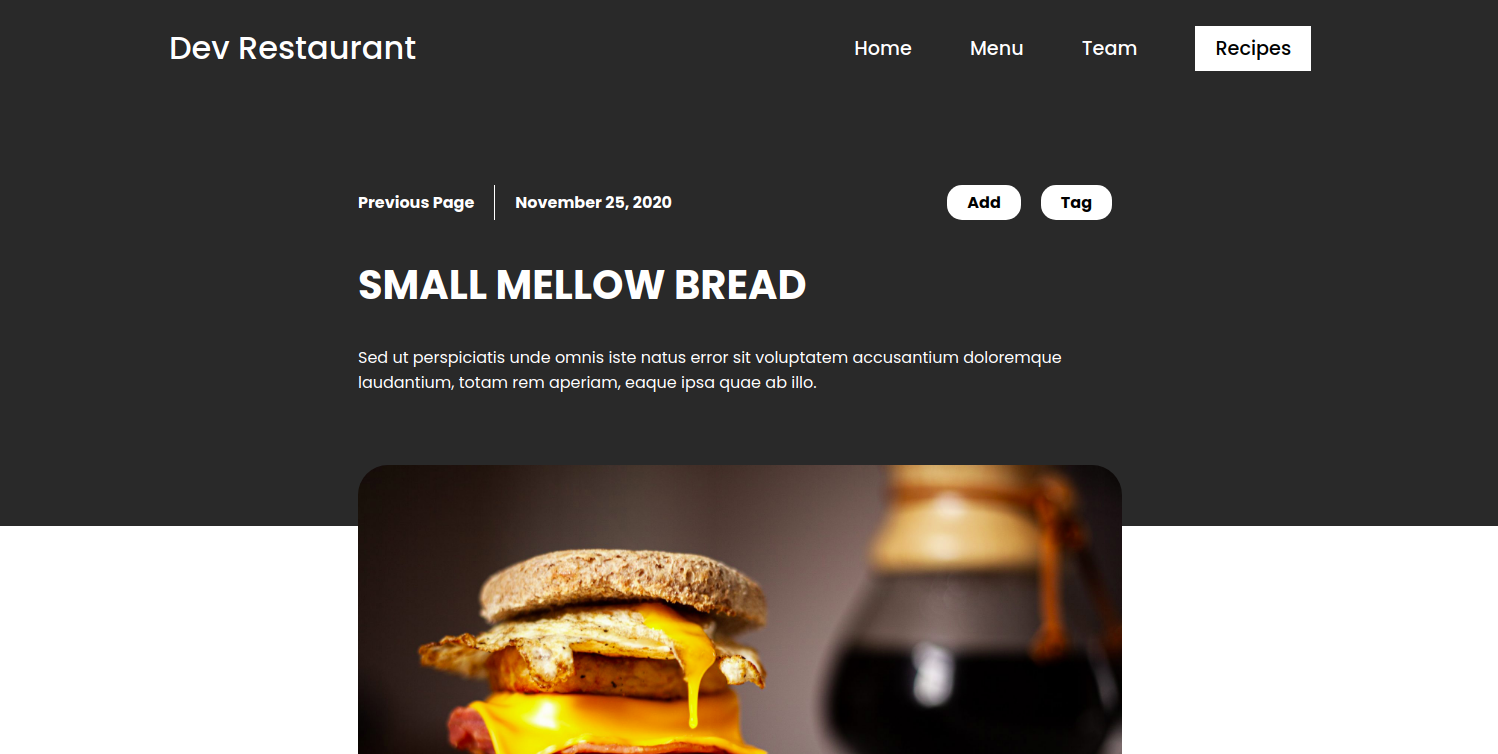 Dev Restaurant
Home Menu Team Recipes
Previous Page November 25, 2020 Add Tag
SMALL MELLOW BREAD
Sed ut perspiciatis unde omnis iste natus error sit voluptatem accusantium doloremque
laudantium, totam rem aperiam, eaque ipsa quae ab illo.